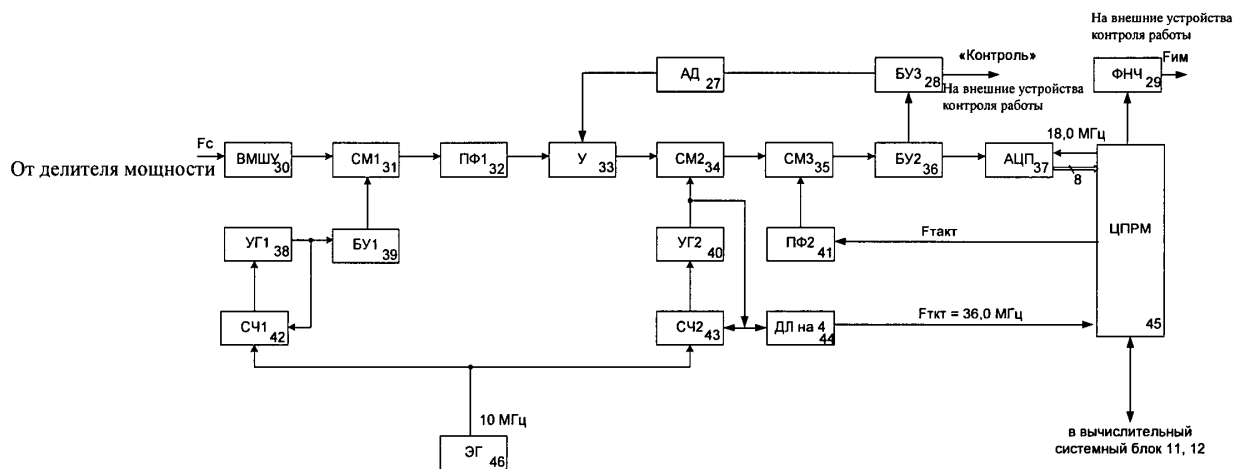 На внешние устройства
контроля работы
«Контроль»
Fим
АД
27
БУ3
28
ФНЧ
29
На внешние устройства
контроля работы
Fс
18,0 МГц
От делителя мощности
ВМШУ
30
СМ1
31
ПФ1
32
У
33
СМ2
34
СМ3
35
БУ2
36
АЦП
37
8
ЦПРМ
45
УГ1
38
БУ1
39
УГ2
40
ПФ2
41
Fтакт
СЧ1
42
СЧ2
43
ДЛ на 4
44
Fткт = 36,0 МГц
10 МГц
ЭГ
46
в вычислительный
системный блок 11, 12